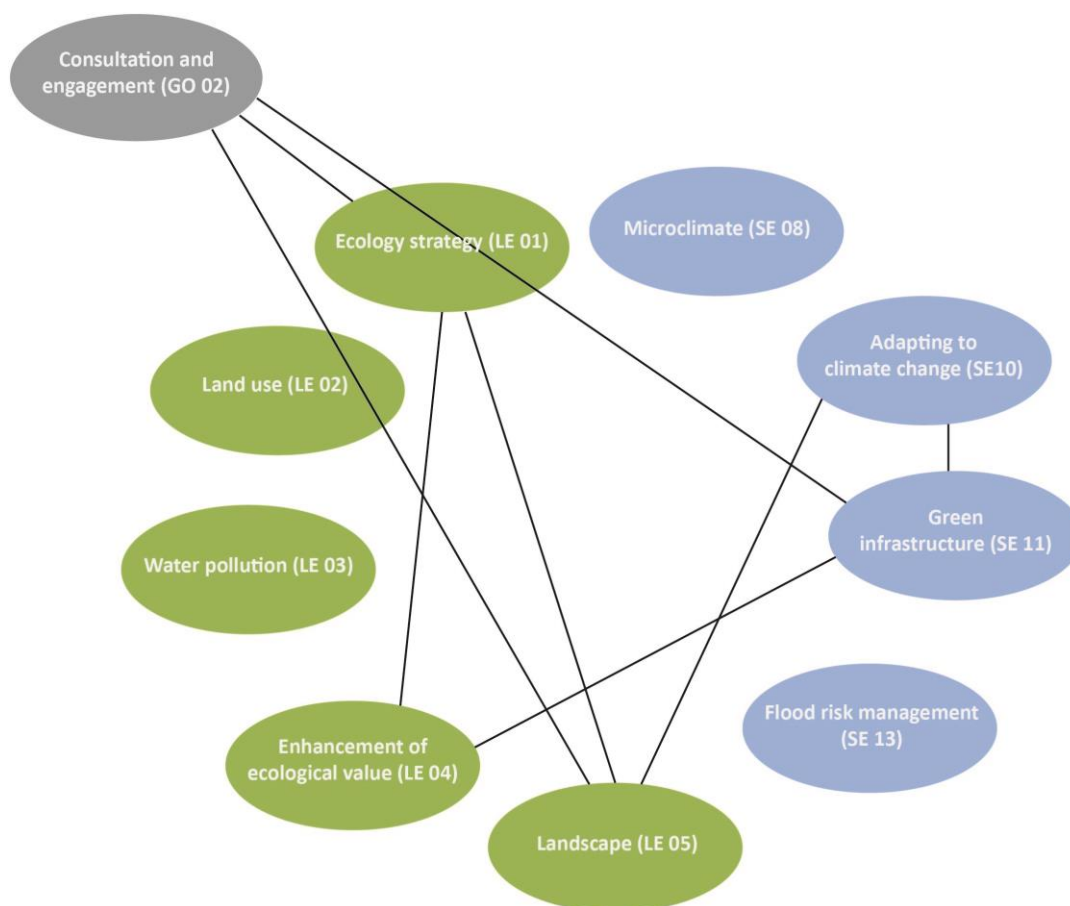 Consultation and
engagement (GO 02)
Ecology strategy (LE 01)
Microclimate (SE 08)
Adapting to
climate change (SE10)
Land use (LE 02)
Green
infrastructure (SE 11)
Water pollution (LE 03)
Flood risk management
(SE 13)
Enhancement of
ecological value (LE 04)
Landscape (LE 05)